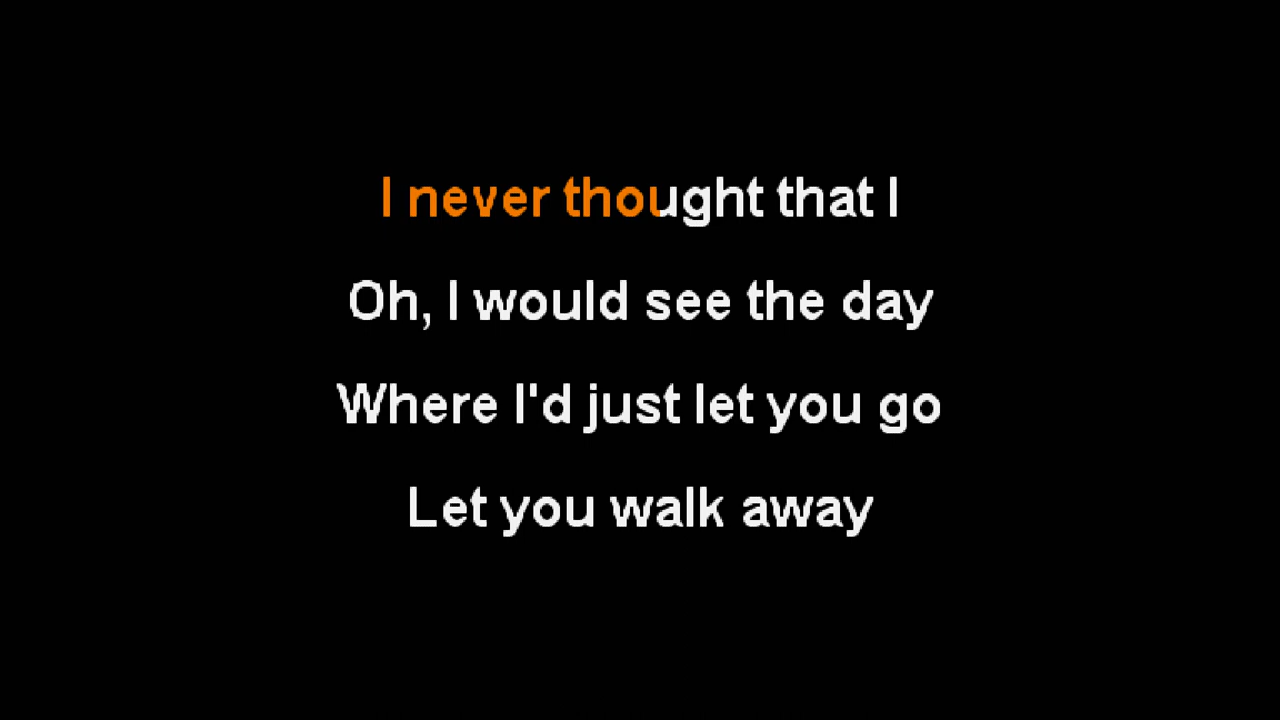 I never thought that I
Oh, I would see the day
Where I'd just let you go
Let you walk away